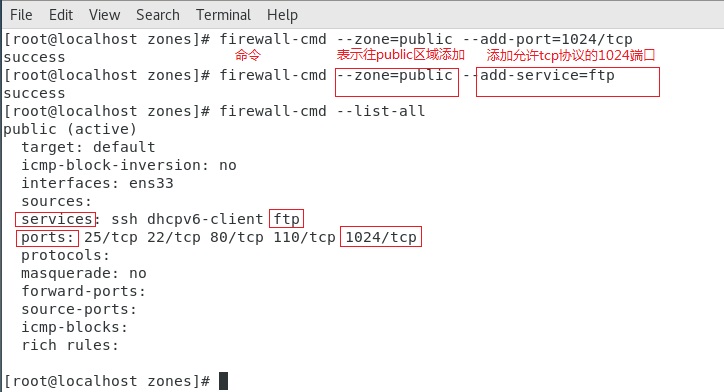 File Edit View Search Terminal Help
[root@localhost zones]# firewall-cmd --zone=public --add-port=1024/tcp
success
命令 表示往public区域添加 添加允许tcp协议的1024端口
[root@localhost zones]# firewall-cmd --zone=public --add-service=ftp
success
[root@localhost zones]# firewall-cmd --list-all
public (active)
target: default
icmp-block-inversion: no
interfaces: ens33
sources:
services: ssh dhcpv6-client ftp
ports: 25/tcp 22/tcp 80/tcp 110/tcp 1024/tcp
protocols:
masquerade: no
forward-ports:
source-ports:
icmp-blocks:
rich rules:
[root@localhost zones]#